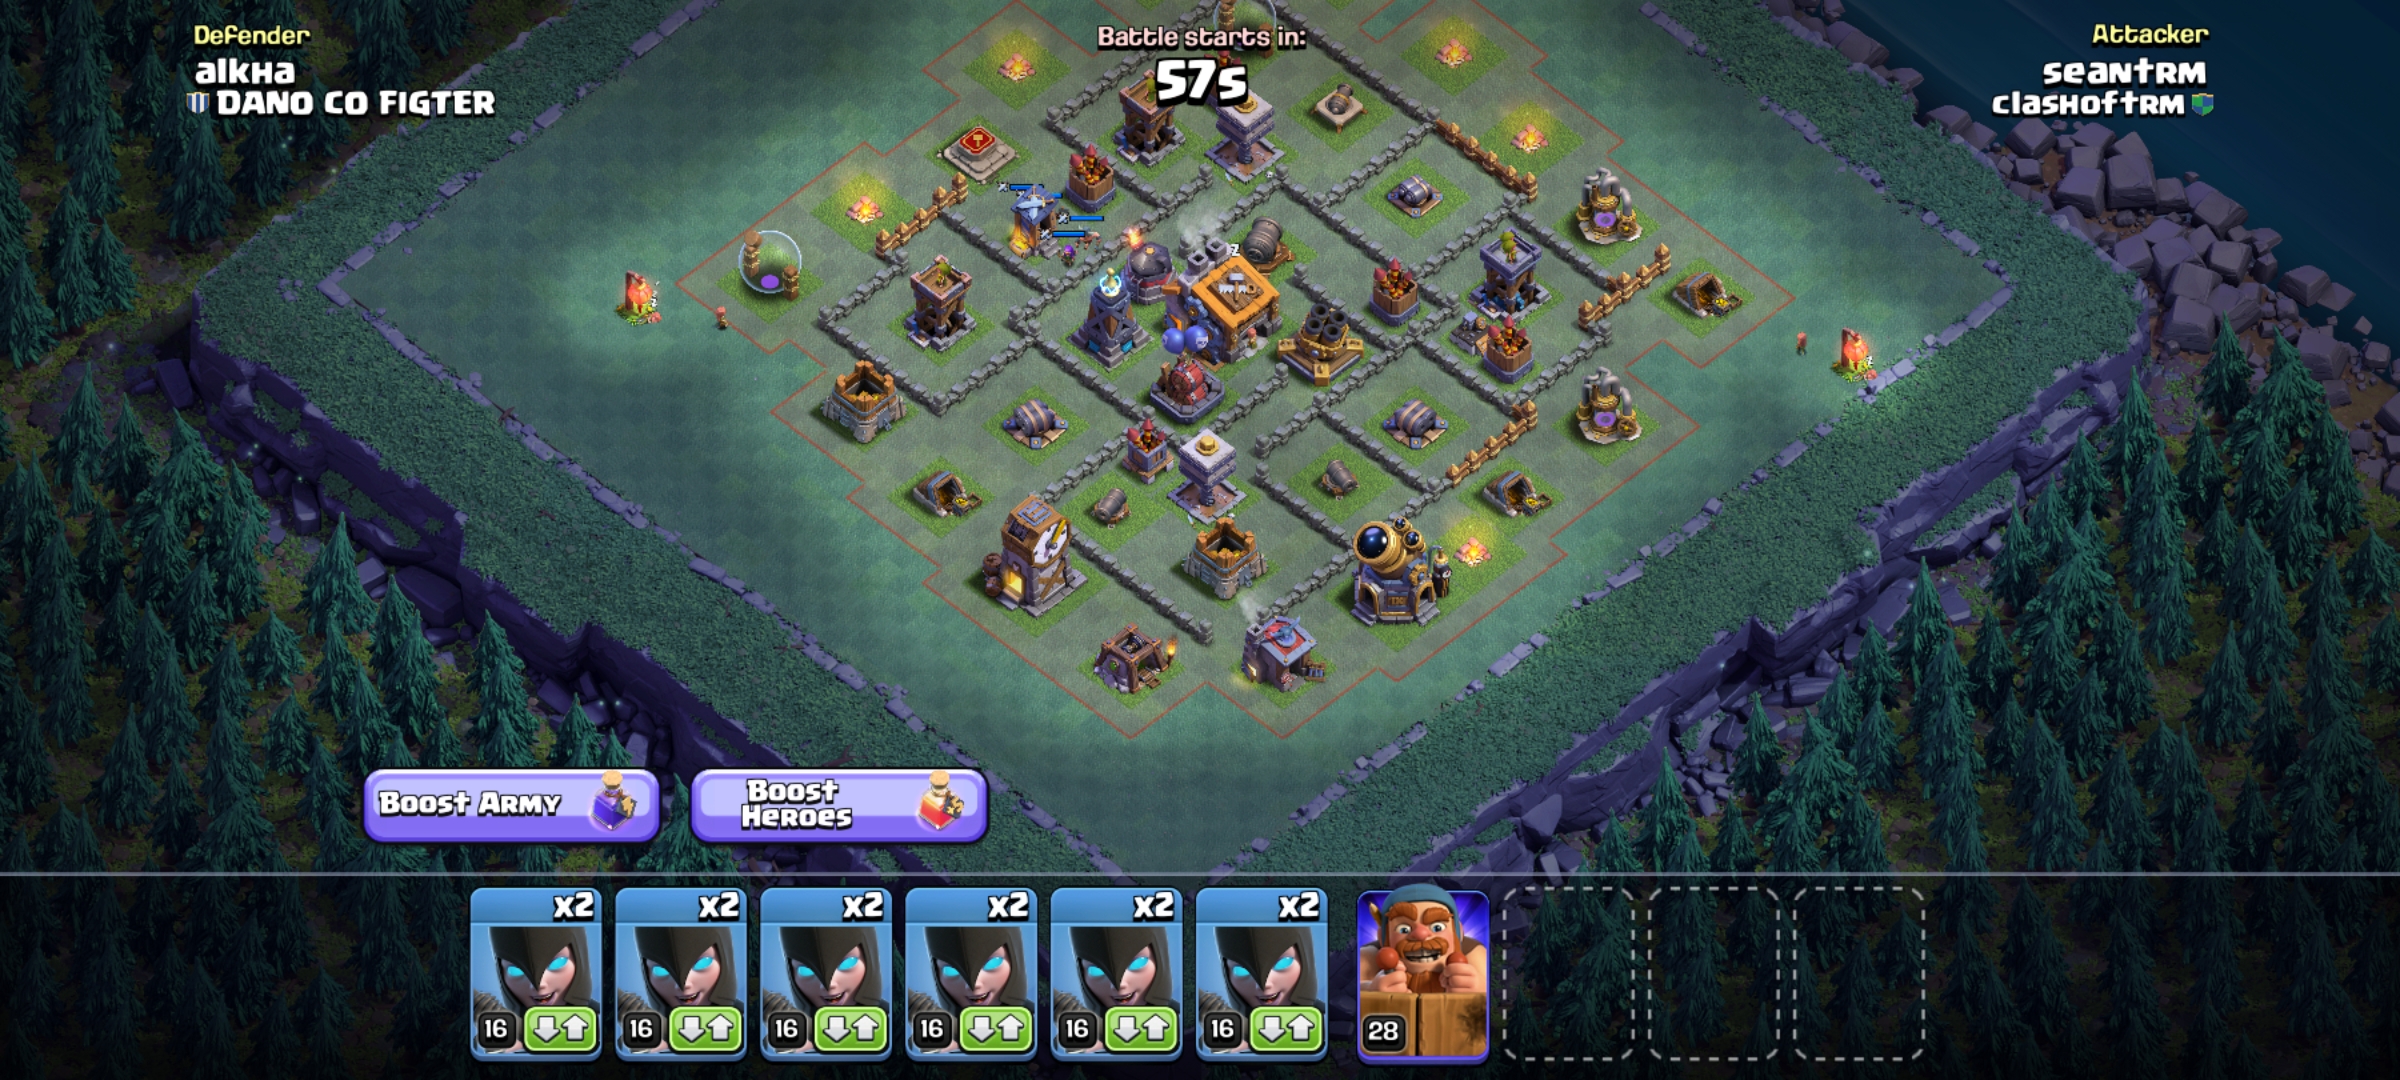 Defender
alkHa
DANO CO FIGTER
Battle starts in:
57s
Attacker
seantRM
clashoftRM
Boost Army
Boost
Heroes
x2
x2
x2
x2
x2
x2
16
16
16
16
16
16
28